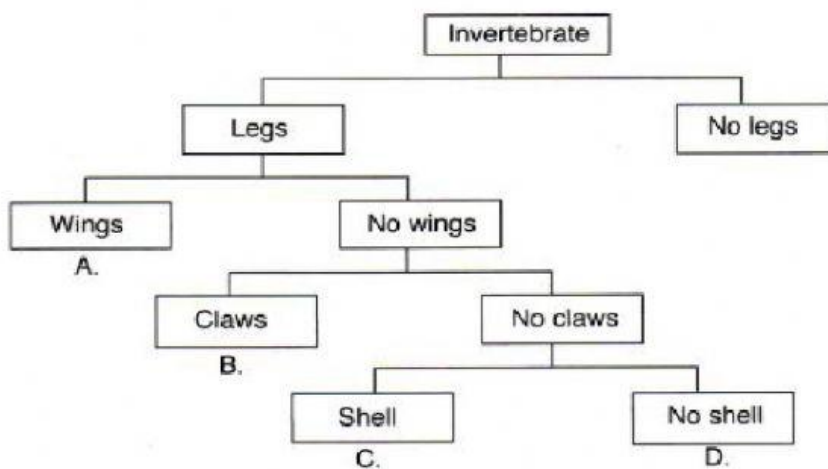 Invertebrate
Legs
No legs
Wings
No wings
A.
Claws
No claws
B.
Shell
No shell
C.
D.